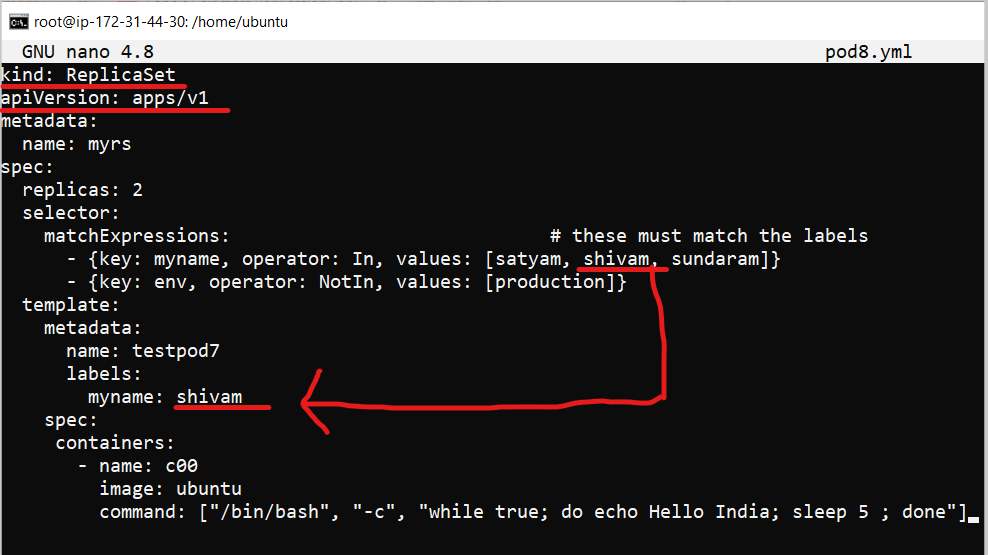 root@ip-172-31-44-30: /home/ubuntu
GNU nano 4.8 pod8.yml
kind: ReplicaSet
apiVersion: apps/v1
metadata:
  name: myrs
spec:
  replicas: 2
  selector:
    matchExpressions:                             # these must match the labels
      - {key: myname, operator: In, values: [satyam, shivam, sundaram]}
      - {key: env, operator: NotIn, values: [production]}
  template:
    metadata:
      name: testpod7
      labels:
        myname: shivam
    spec:
     containers:
       - name: c00
         image: ubuntu
         command: ["/bin/bash", "-c", "while true; do echo Hello India; sleep 5 ; done"]